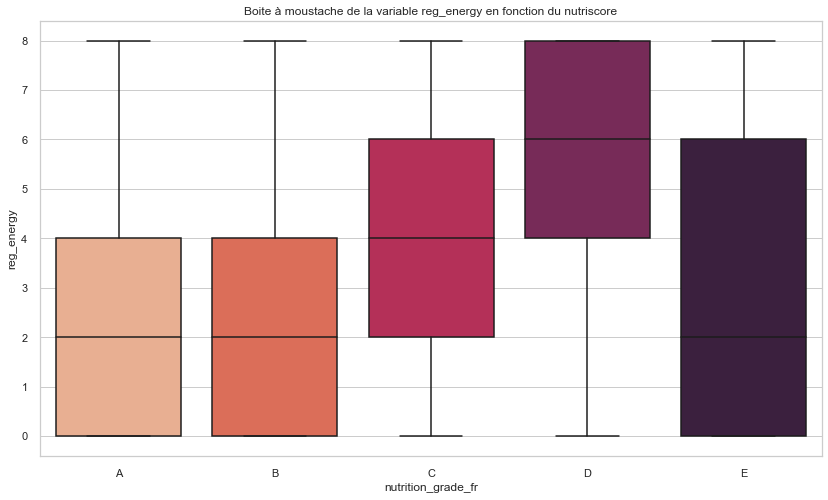 Boite à moustache de la variable reg_energy en fonction du nutriscore
8
7
6
5
4
3
2
1
0
reg_energy
A B C D E
nutrition_grade_fr